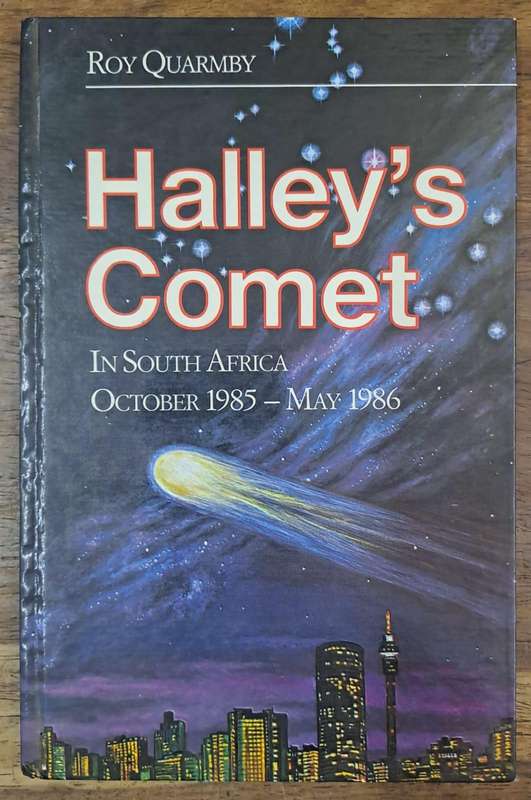 Roy Quarmby
Halley's
Comet
In South Africa
October 1985 – May 1986